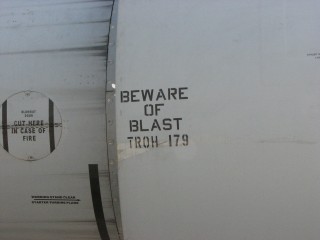 BEWARE
OF
BLAST
TROH 179
CUT HERE
IN CASE OF
FIRE